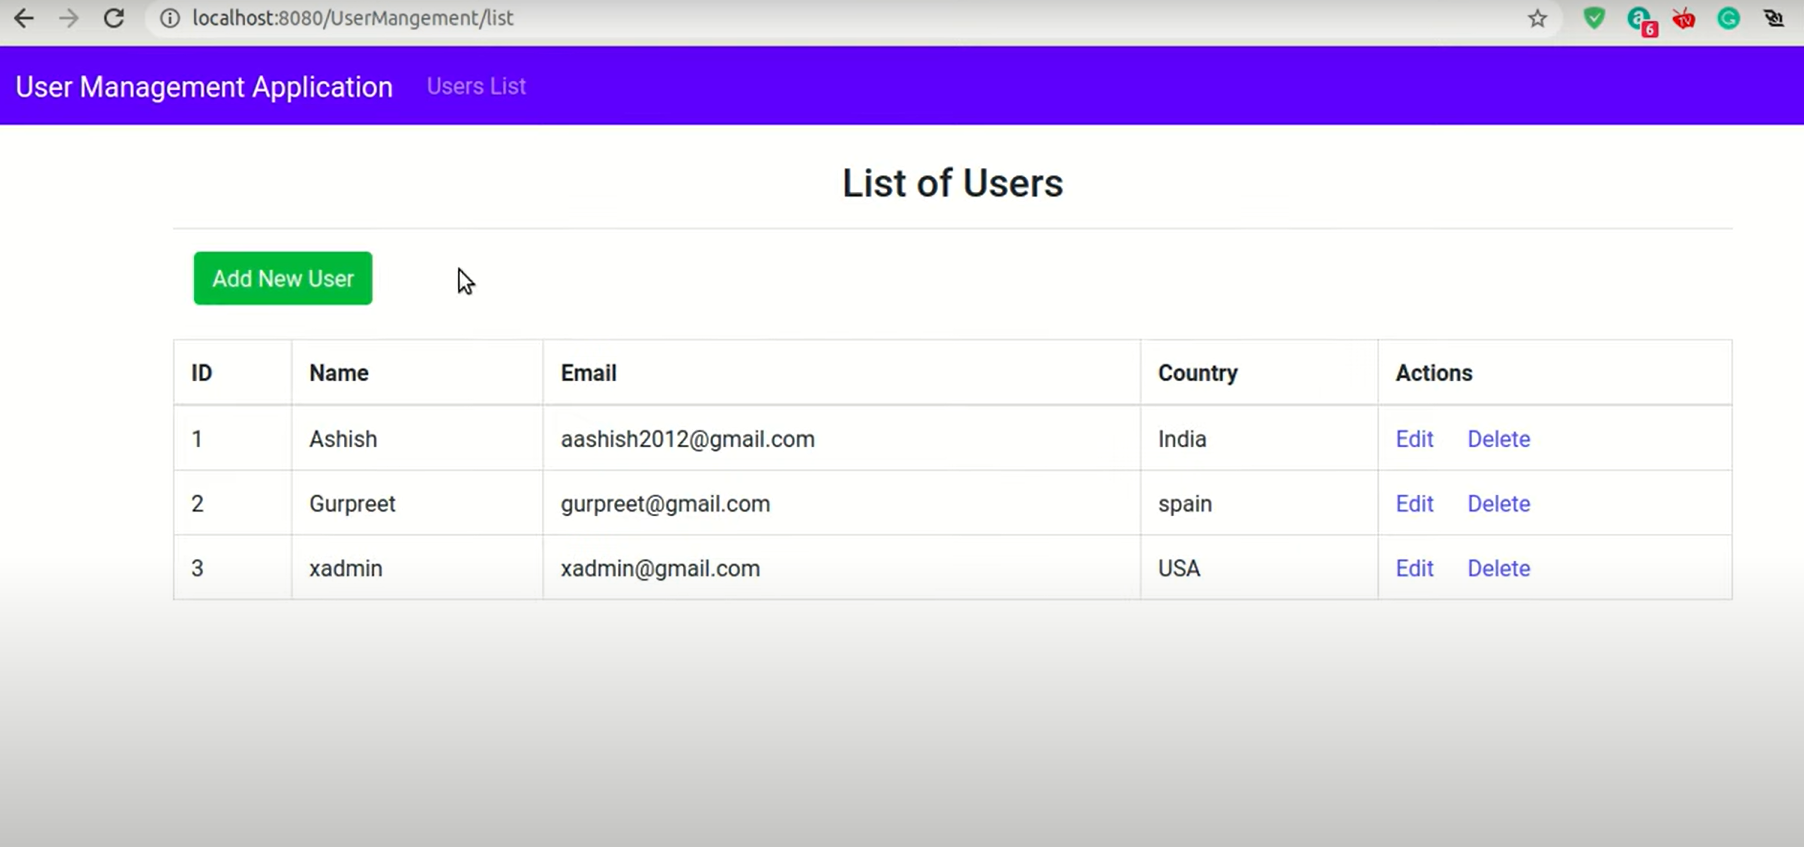 localhost:8080/UserMangement/list
6
User Management Application Users List
List of Users
Add New User
ID Name Email Country Actions
1 Ashish aashish2012@gmail.com India Edit Delete
2 Gurpreet gurpreet@gmail.com spain Edit Delete
3 xadmin xadmin@gmail.com USA Edit Delete